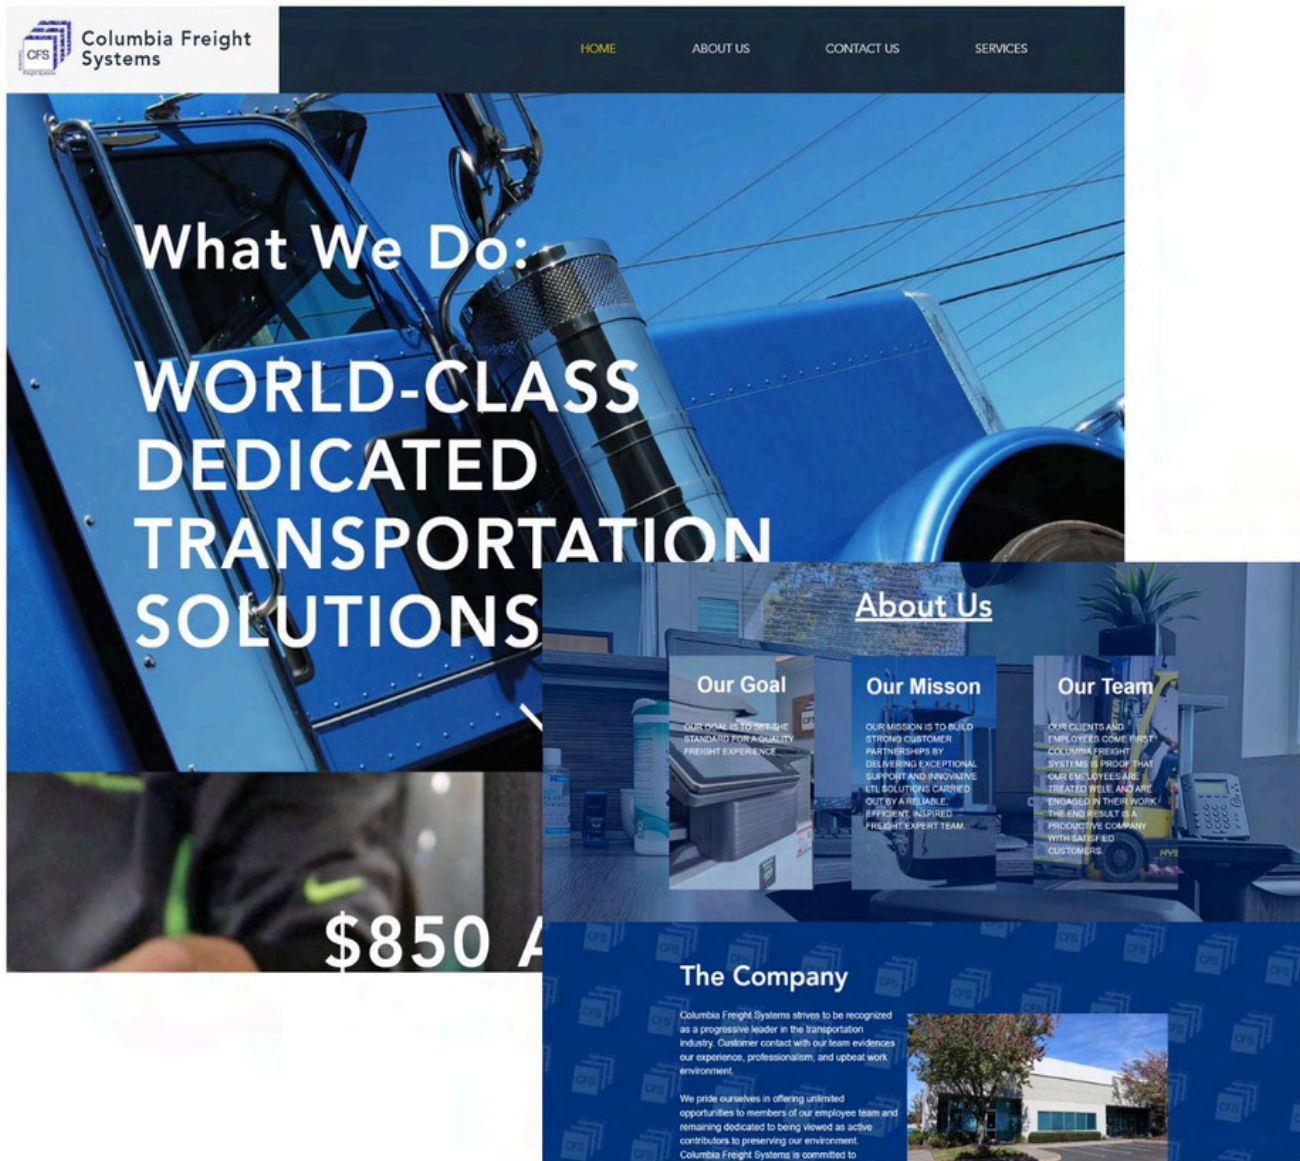 CFS
Columbia Freight
Systems
HOME
ABOUT US
CONTACT US
SERVICES
What We Do:
WORLD-CLASS
DEDICATED
TRANSPORTATION
SOLUTIONS
$850 A
About Us
Our Goal
OUR GOAL IS TO SET THE
STANDARD FOR A QUALITY
FREIGHT EXPERIENCE
Our Misson
OUR MISSION IS TO BUILD
STRONG CUSTOMER
PARTNERSHIPS BY
DELIVERING EXCEPTIONAL
SUPPORT AND INNOVATIVE
LTL SOLUTIONS CARRIED
OUT BY A RELIABLE,
EFFICIENT, INSPIRED
FREIGHT EXPERT TEAM.
Our Team
OUR CLIENTS AND
EMPLOYEES COME FIRST.
COLUMBIA FREIGHT
SYSTEMS IS PROOF THAT
OUR EMPLOYEES ARE
TREATED WELL, AND ARE
ENGAGED IN THEIR WORK
THE END RESULT IS A
PRODUCTIVE COMPANY
WITH SATISFIED
CUSTOMERS.
The Company
Columbia Freight Systems strives to be recognized
as a progressive leader in the transportation
industry. Customer contact with our team evidences
our experience, professionalism, and upbeat work
environment.
We pride ourselves in offering unlimited
opportunities to members of our employee team and
remaining dedicated to being viewed as active
contributors to preserving our environment.
Columbia Freight Systems is committed to